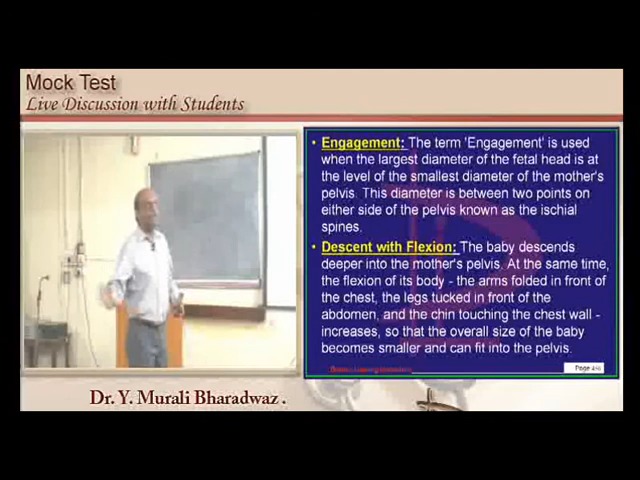 Mock Test
Live Discussion with Students
• Engagement: The term 'Engagement' is used
when the largest diameter of the fetal head is at
the level of the smallest diameter of the mother's
pelvis. This diameter is between two points on
either side of the pelvis known as the ischial
spines.
• Descent with Flexion: The baby descends
deeper into the mother's pelvis. At the same time,
the flexion of its body - the arms folded in front of
the chest, the legs tucked in front of the
abdomen, and the chin touching the chest wall -
increases, so that the overall size of the baby
becomes smaller and can fit into the pelvis.
Page
Dr. Y. Murali Bharadwaz .